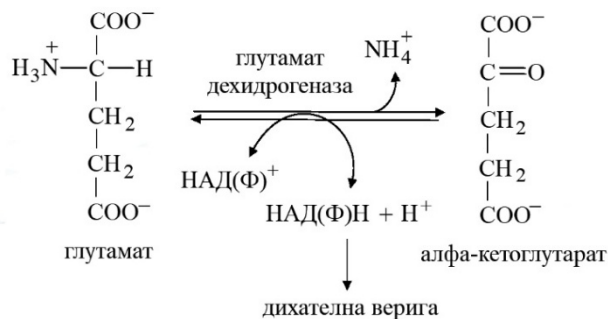 COO⁻
H₃N⁺—C—H
CH₂
CH₂
COO⁻
глутамат
глутамат
дехидрогеназа
NH₄⁺
НАД(Ф)⁺
НАД(Ф)Н + H⁺
дихателна верига
COO⁻
C=O
CH₂
CH₂
COO⁻
алфа-кетоглутарат